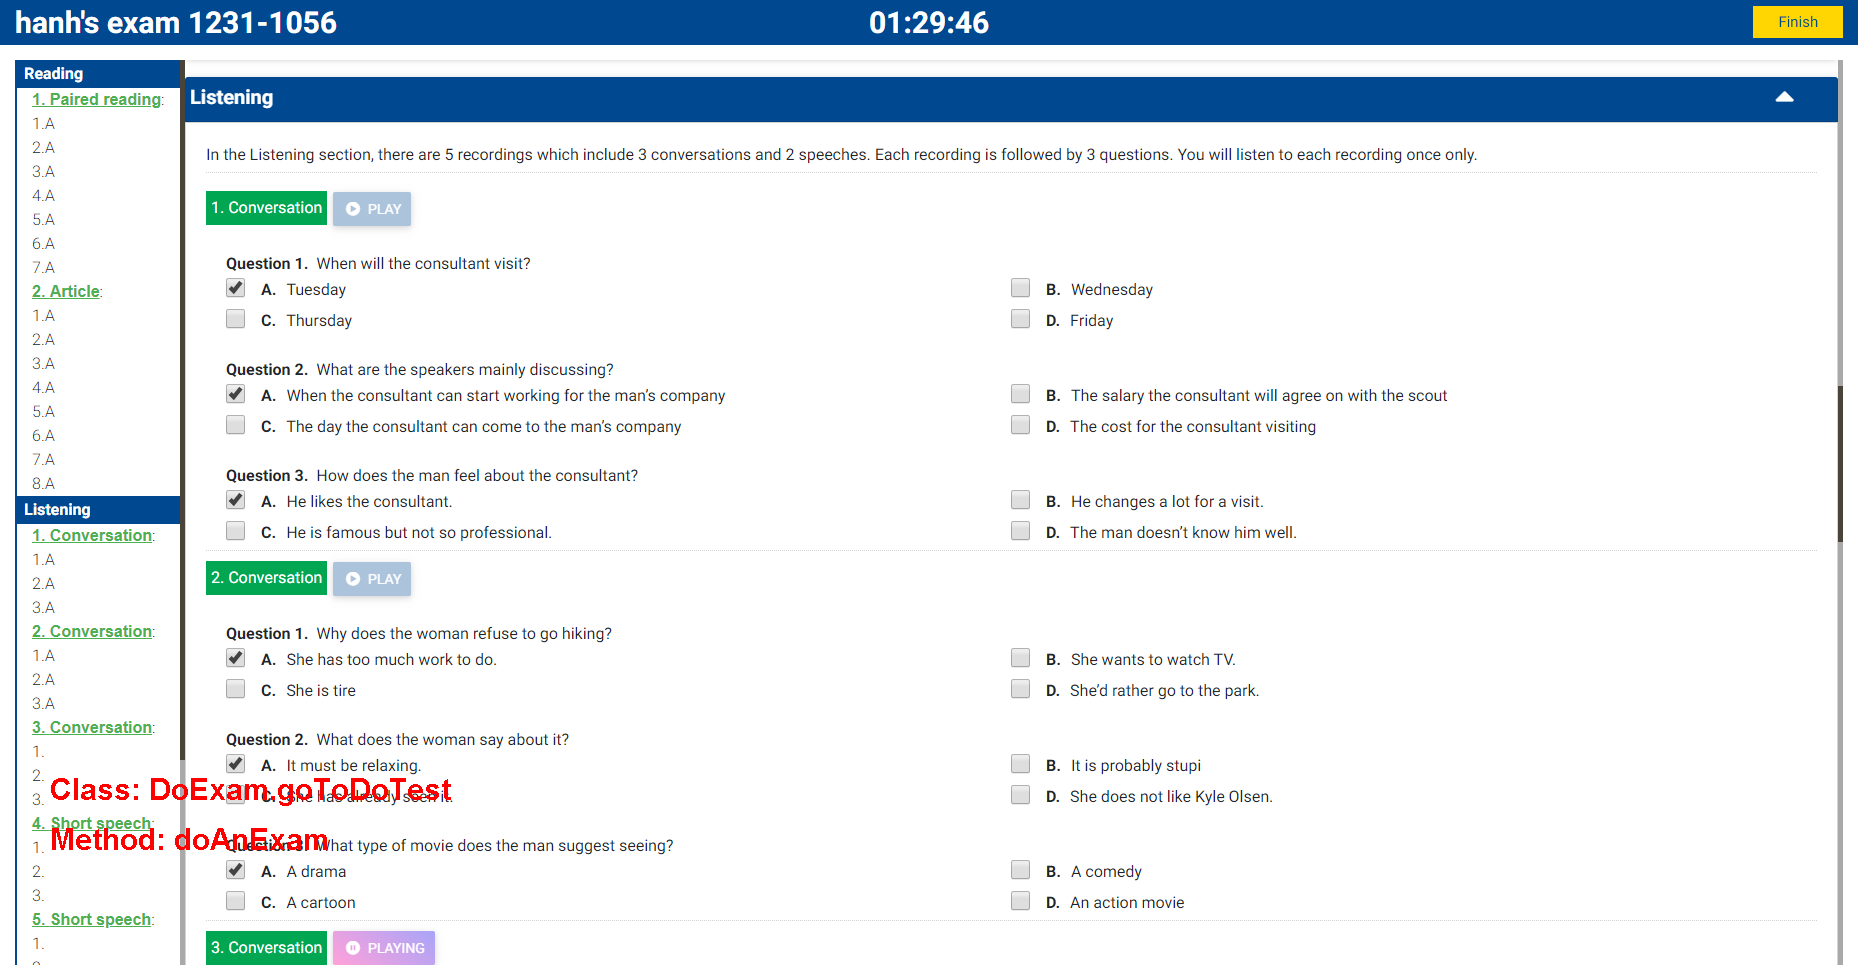 hanh's exam 1231-1056
01:29:46
Finish
Reading
1. Paired reading:
1.A
2.A
3.A
4.A
5.A
6.A
7.A
2. Article:
1.A
2.A
3.A
4.A
5.A
6.A
7.A
8.A
Listening
1. Conversation:
1.A
2.A
3.A
2. Conversation:
1.A
2.A
3.A
3. Conversation:
1.
2.
3.
4. Short speech:
1.
2.
3.
5. Short speech:
1.
Listening
In the Listening section, there are 5 recordings which include 3 conversations and 2 speeches. Each recording is followed by 3 questions. You will listen to each recording once only.
1. Conversation PLAY
Question 1. When will the consultant visit?
A. Tuesday
B. Wednesday
C. Thursday
D. Friday
Question 2. What are the speakers mainly discussing?
A. When the consultant can start working for the man's company
B. The salary the consultant will agree on with the scout
C. The day the consultant can come to the man's company
D. The cost for the consultant visiting
Question 3. How does the man feel about the consultant?
A. He likes the consultant.
B. He changes a lot for a visit.
C. He is famous but not so professional.
D. The man doesn't know him well.
2. Conversation PLAY
Question 1. Why does the woman refuse to go hiking?
A. She has too much work to do.
B. She wants to watch TV.
C. She is tire
D. She'd rather go to the park.
Question 2. What does the woman say about it?
A. It must be relaxing.
B. It is probably stupi
C. She has already seen it.
D. She does not like Kyle Olsen.
Question 3. What type of movie does the man suggest seeing?
A. A drama
B. A comedy
C. A cartoon
D. An action movie
3. Conversation PLAYING
Class: DoExam.goToDoTest
Method: doAnExam